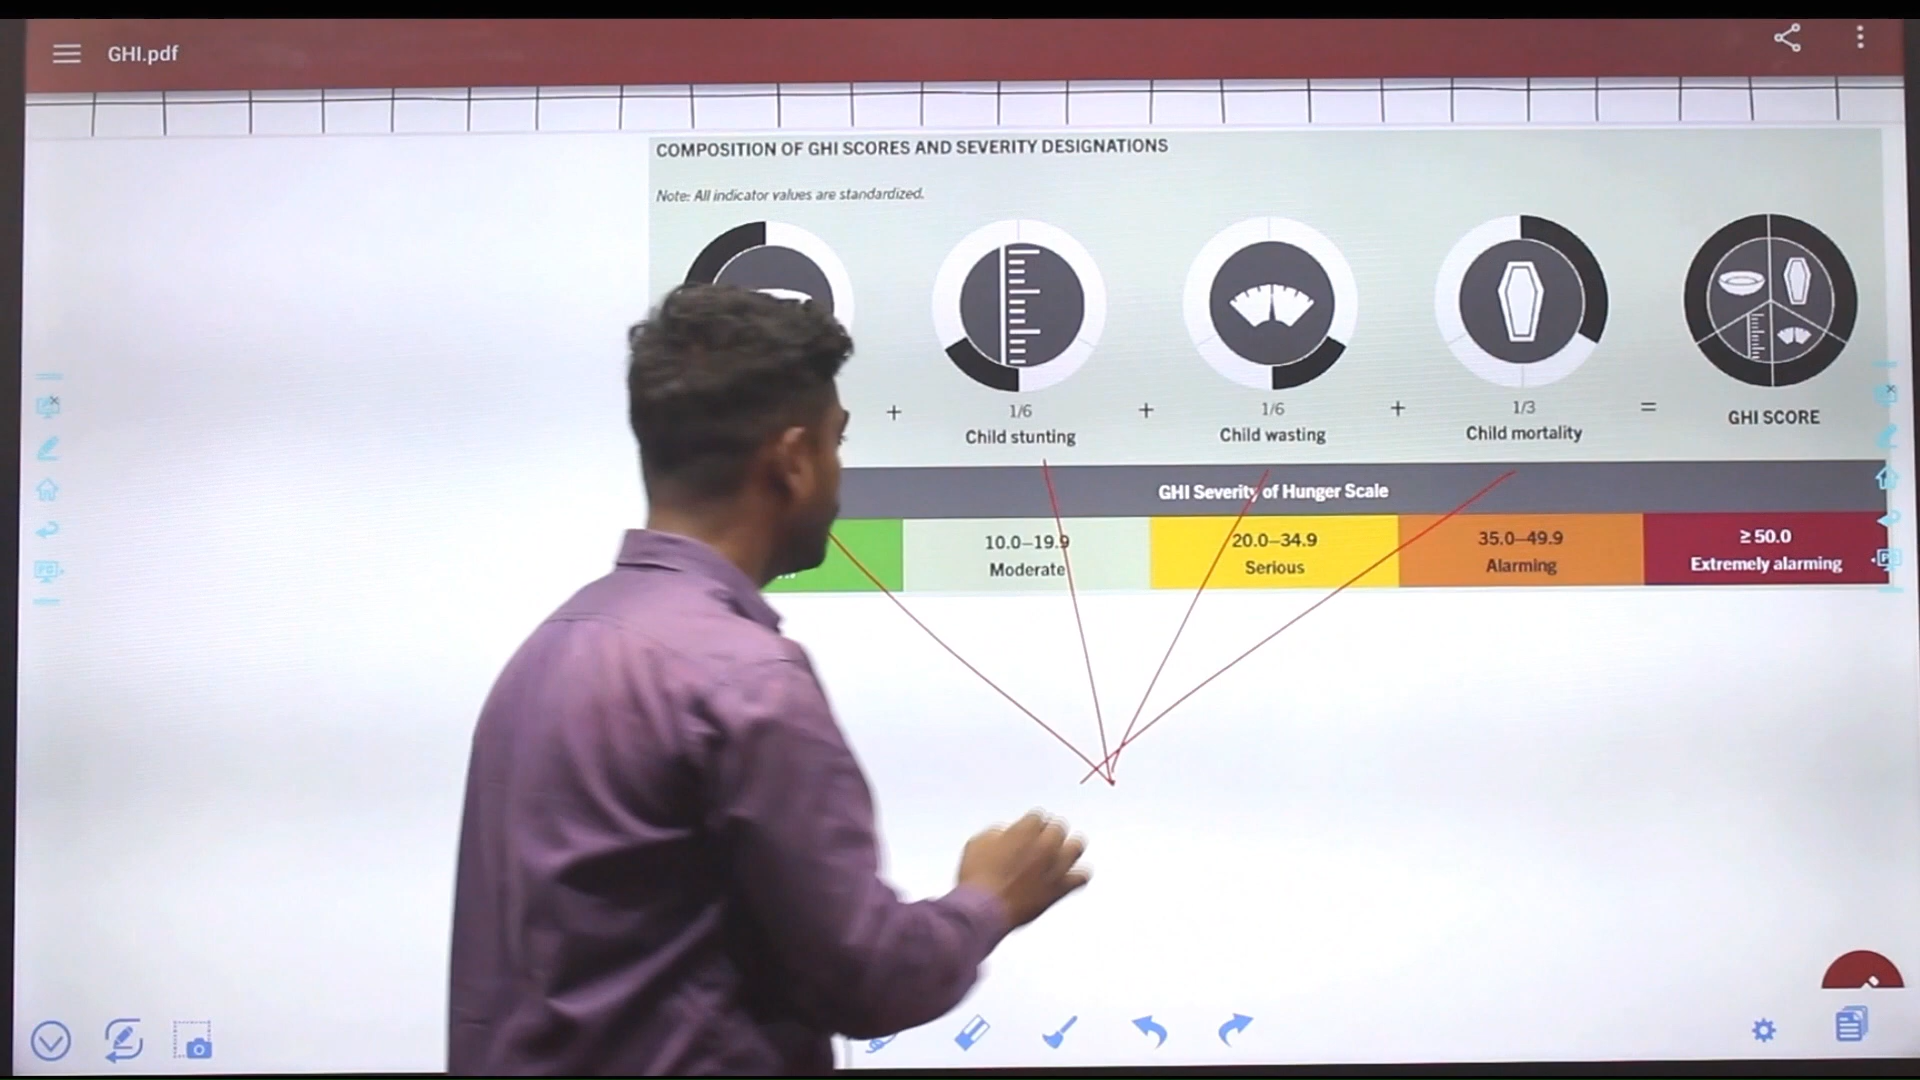 GHI.pdf
COMPOSITION OF GHI SCORES AND SEVERITY DESIGNATIONS
Note: All indicator values are standardized.
+ 1/6 + 1/6 + 1/3 =
Child stunting Child wasting Child mortality GHI SCORE
GHI Severity of Hunger Scale
10.0–19.9 20.0–34.9 35.0–49.9 ≥ 50.0
Moderate Serious Alarming Extremely alarming